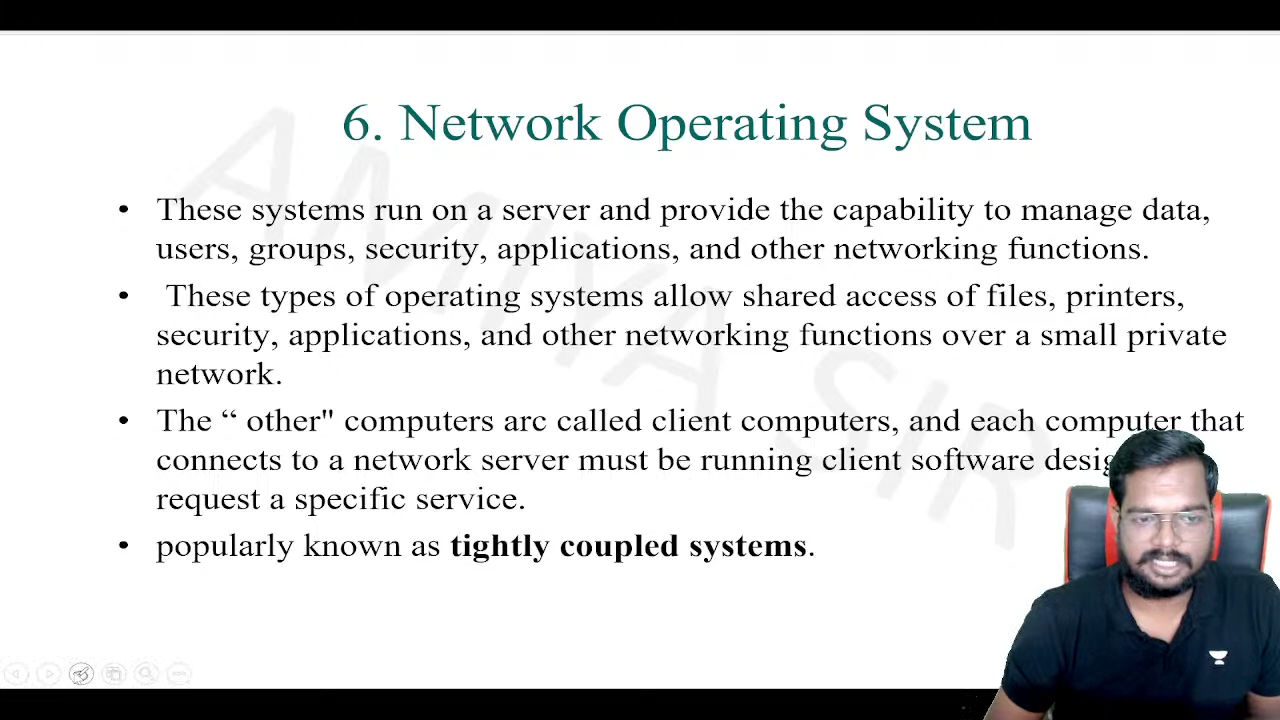 6. Network Operating System
• These systems run on a server and provide the capability to manage data,
users, groups, security, applications, and other networking functions.
• These types of operating systems allow shared access of files, printers,
security, applications, and other networking functions over a small private
network.
• The “ other" computers arc called client computers, and each computer that
connects to a network server must be running client software
request a specific service.
• popularly known as tightly coupled systems.
AMIYA SIR